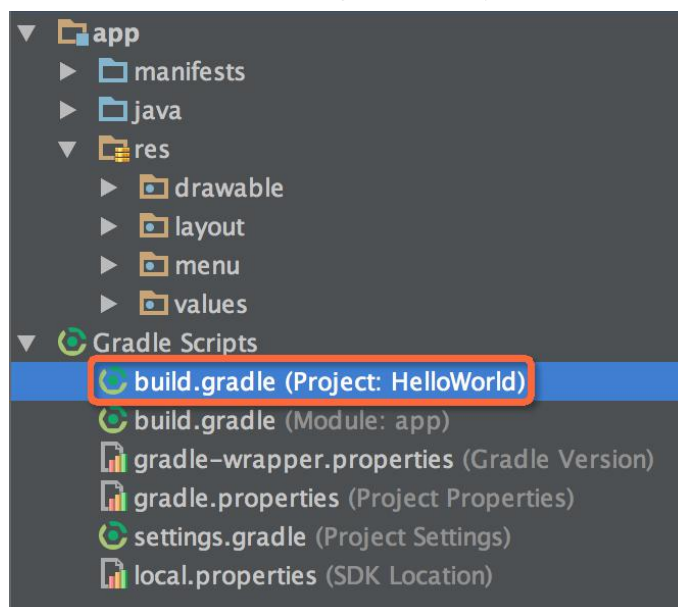 app
manifests
java
res
drawable
layout
menu
values
Gradle Scripts
build.gradle (Project: HelloWorld)
build.gradle (Module: app)
gradle-wrapper.properties (Gradle Version)
gradle.properties (Project Properties)
settings.gradle (Project Settings)
local.properties (SDK Location)